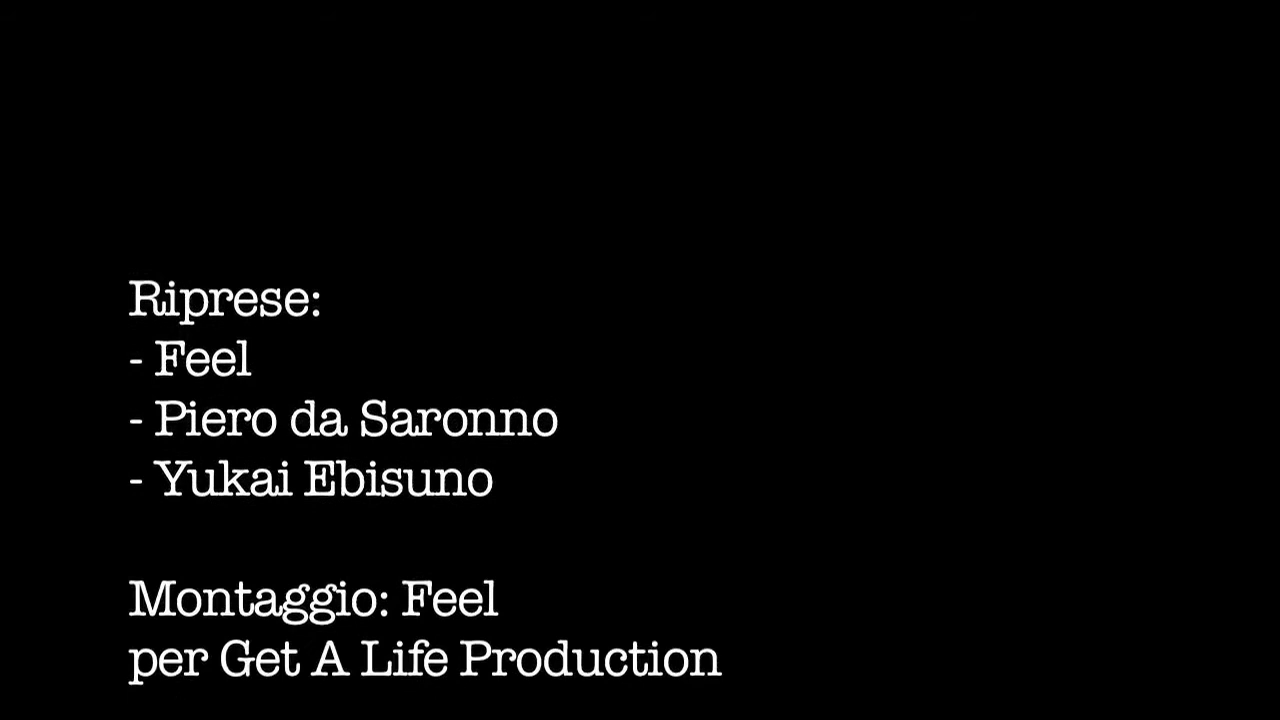 Riprese:
- Feel
- Piero da Saronno
- Yukai Ebisuno
Montaggio: Feel
per Get A Life Production